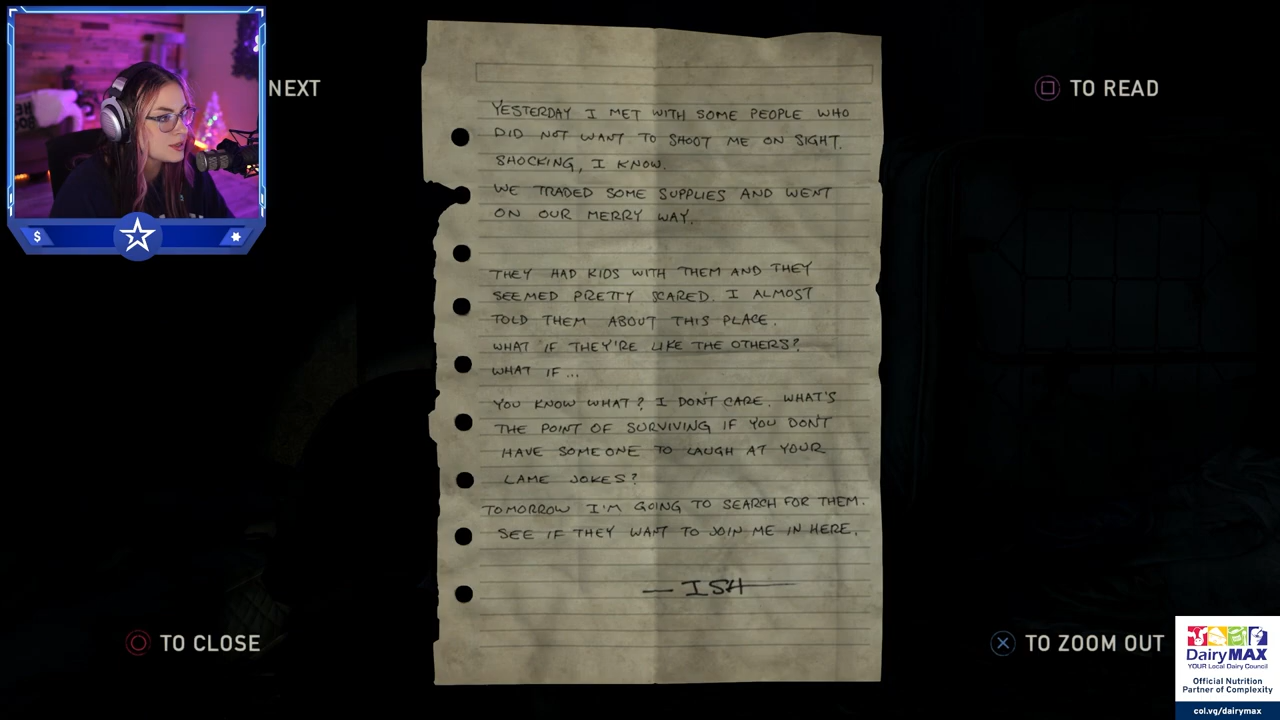 NEXT
TO READ
YESTERDAY I MET WITH SOME PEOPLE WHO
DID NOT WANT TO SHOOT ME ON SIGHT.
SHOCKING, I KNOW.
WE TRADED SOME SUPPLIES AND WENT
ON OUR MERRY WAY.
THEY HAD KIDS WITH THEM AND THEY
SEEMED PRETTY SCARED. I ALMOST
TOLD THEM ABOUT THIS PLACE.
WHAT IF THEY'RE LIKE THE OTHERS?
WHAT IF...
YOU KNOW WHAT? I DON'T CARE. WHAT'S
THE POINT OF SURVIVING IF YOU DON'T
HAVE SOMEONE TO LAUGH AT YOUR
LAME JOKES?
TOMORROW I'M GOING TO SEARCH FOR THEM.
SEE IF THEY WANT TO JOIN ME IN HERE.
— ISH
TO CLOSE
TO ZOOM OUT
$
DairyMAX
YOUR Local Dairy Council
Official Nutrition
Partner of Complexity
col.vg/dairymax